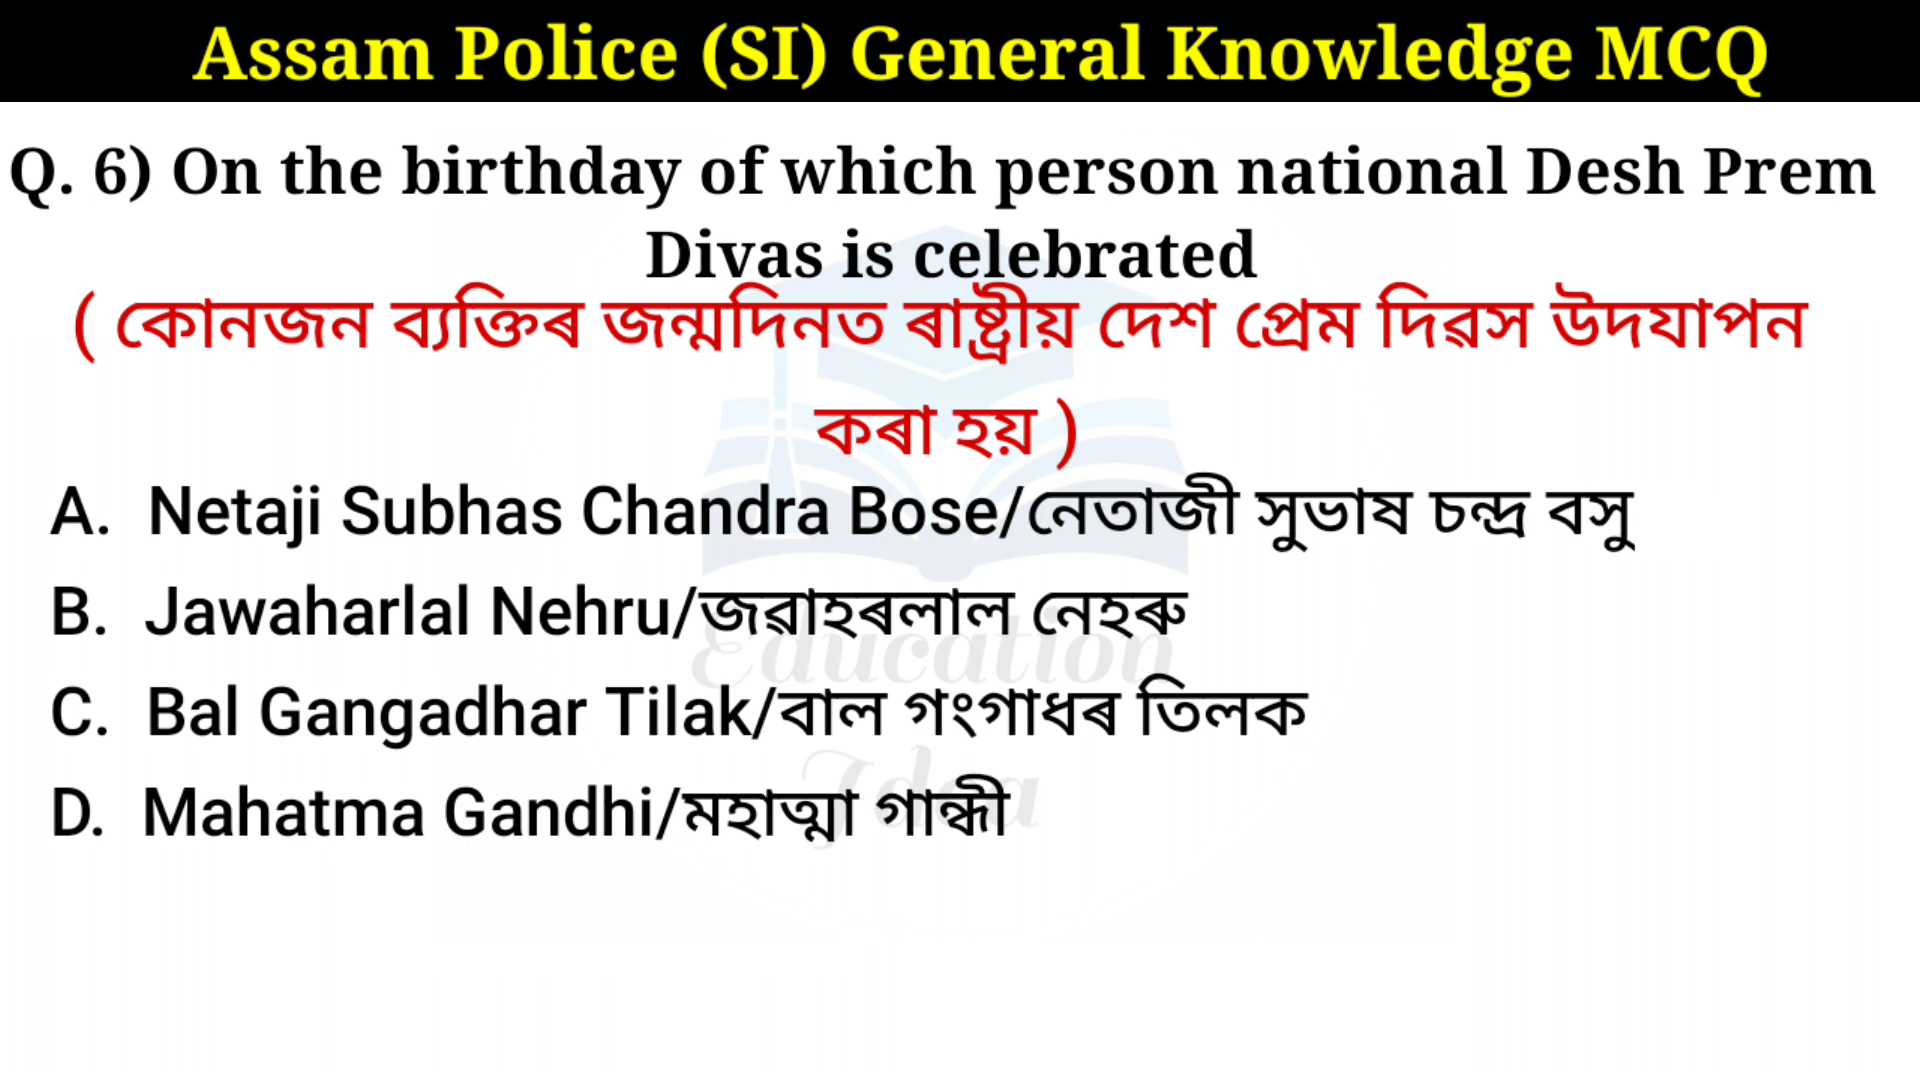 Assam Police (SI) General Knowledge MCQ
Q. 6) On the birthday of which person national Desh Prem
Divas is celebrated
( কোনজন ব্যক্তিৰ জন্মদিনত ৰাষ্ট্ৰীয় দেশ প্ৰেম দিৱস উদযাপন
কৰা হয় )
A. Netaji Subhas Chandra Bose/নেতাজী সুভাষ চন্দ্ৰ বসু
B. Jawaharlal Nehru/জৱাহৰলাল নেহৰু
Education
C. Bal Gangadhar Tilak/বাল গংগাধৰ তিলক
Idea
D. Mahatma Gandhi/মহাত্মা গান্ধী